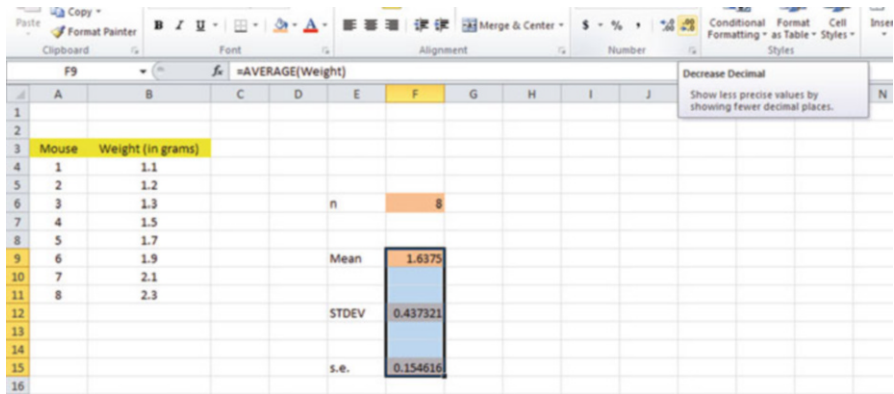 Copy
Paste
Format Painter
B I U A
Merge & Center
$ % ,
Conditional Format Cell
Formatting as Table Styles
Inser
Clipboard Font Alignment Number Styles
F9 fx =AVERAGE(Weight)
Decrease Decimal
Show less precise values by
showing fewer decimal places.
A B C D E F G H I J N
1
2
3 Mouse Weight (in grams)
4 1 1.1
5 2 1.2
6 3 1.3 n 8
7 4 1.5
8 5 1.7
9 6 1.9 Mean 1.6375
10 7 2.1
11 8 2.3
12 STDEV 0.437321
13
14
15 s.e. 0.154616
16